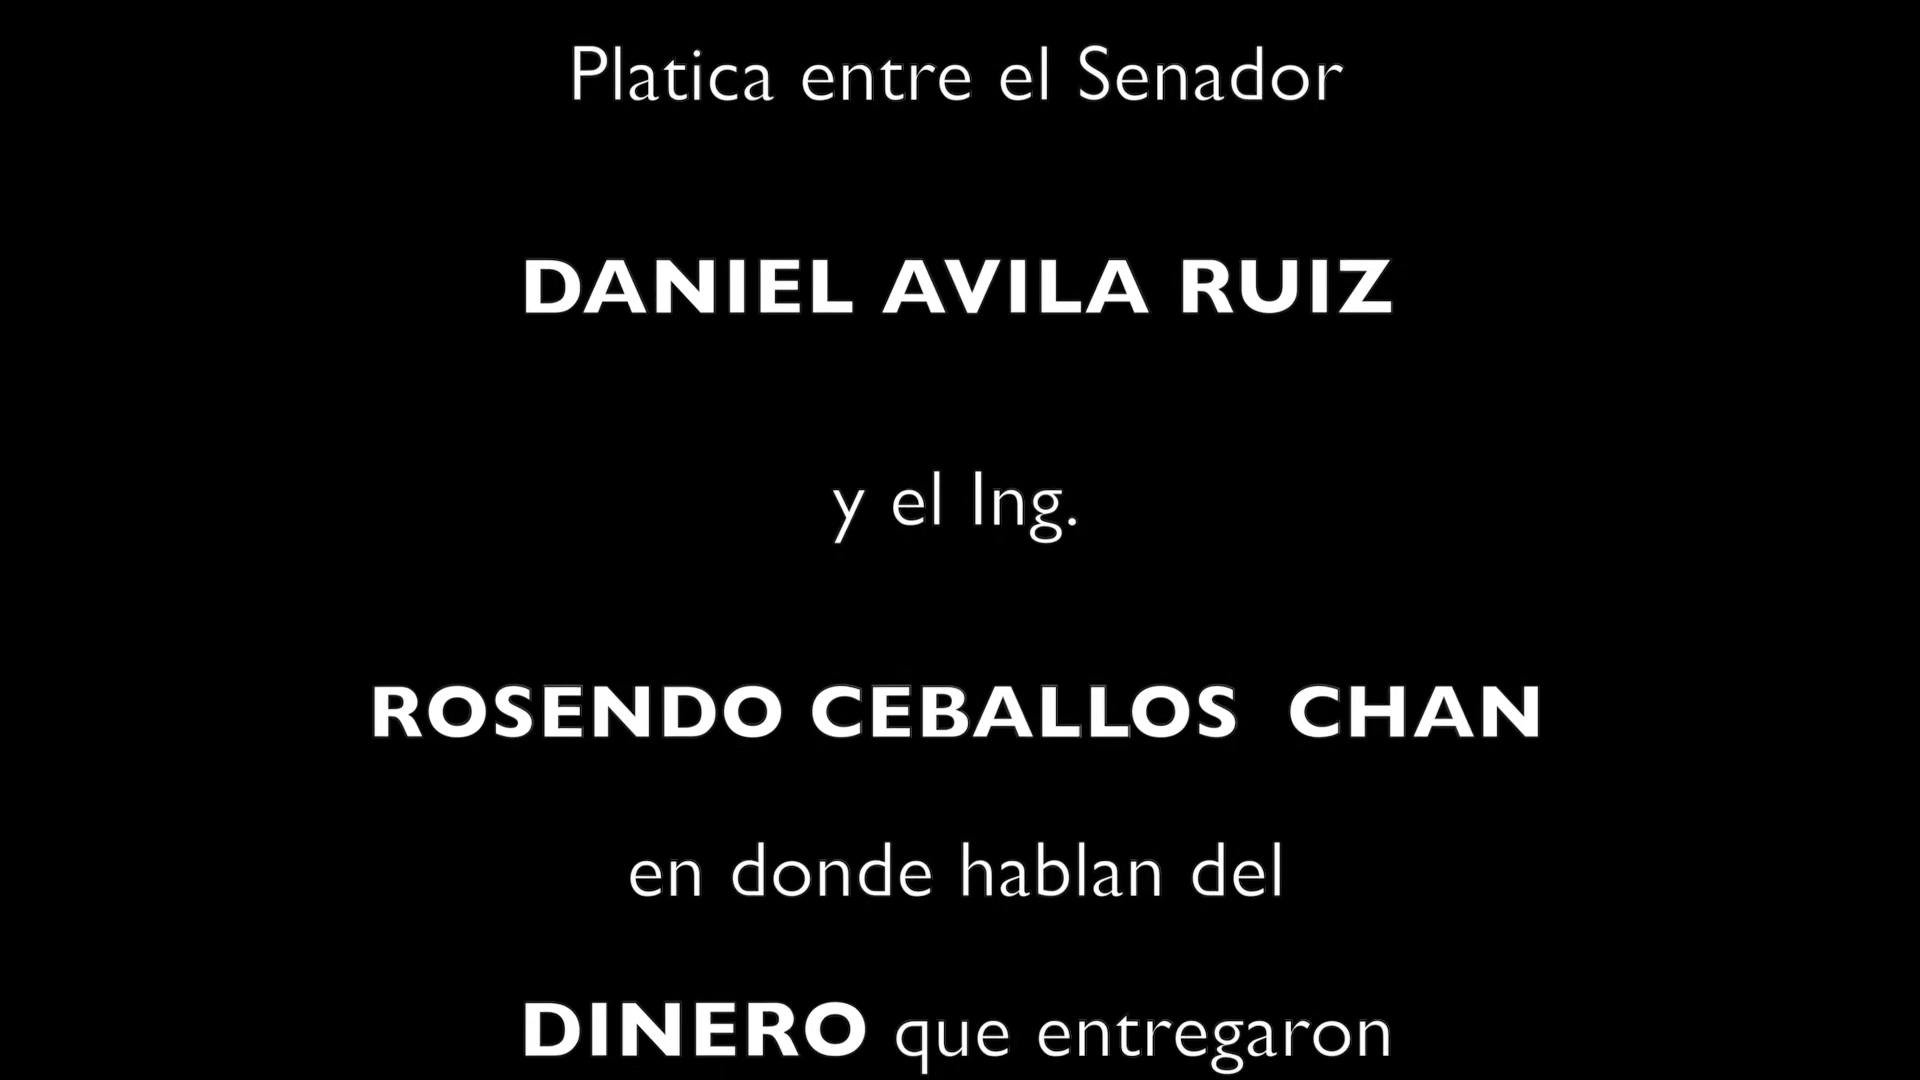 Platica entre el Senador
DANIEL AVILA RUIZ
y el Ing.
ROSENDO CEBALLOS  CHAN
en donde hablan del
DINERO que entregaron